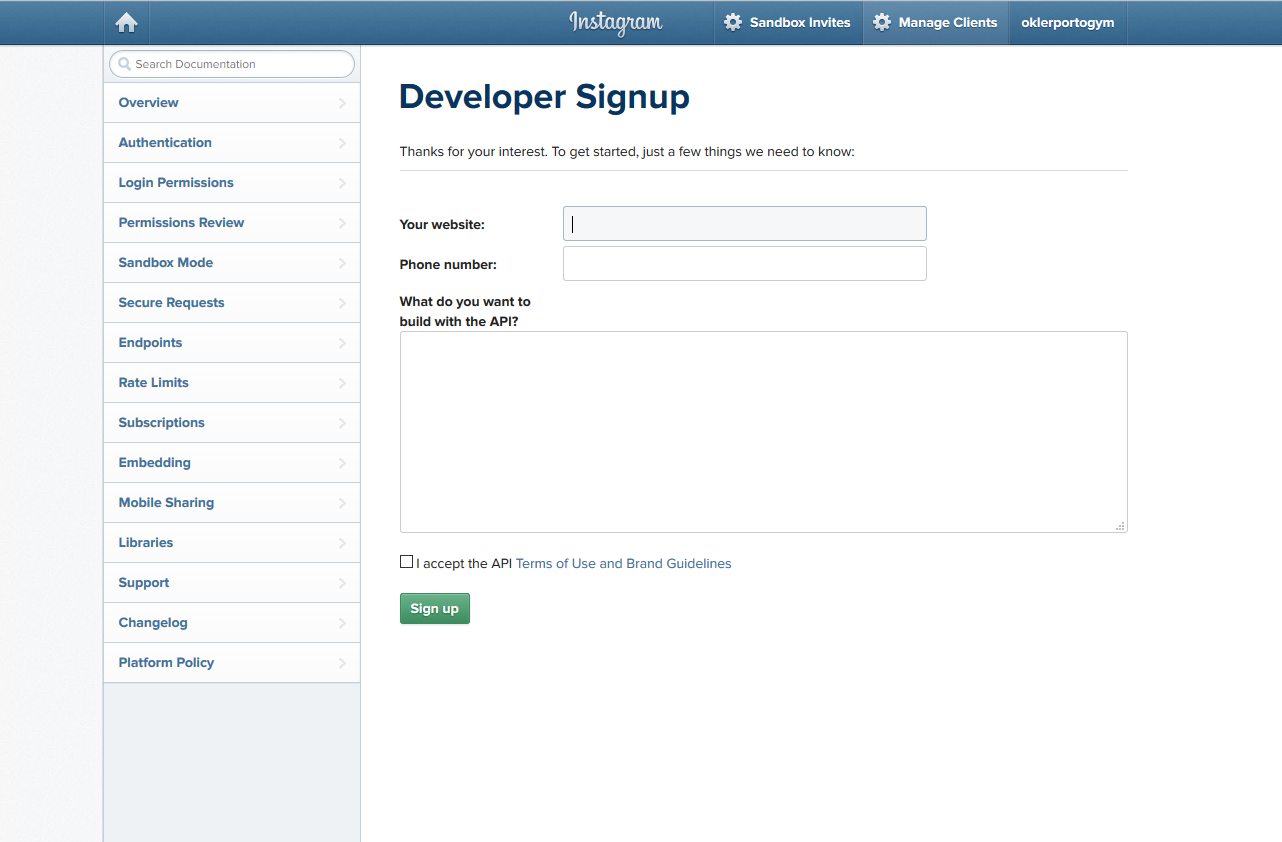 Instagram
Sandbox Invites
Manage Clients
oklerportogym
Search Documentation
Overview
Authentication
Login Permissions
Permissions Review
Sandbox Mode
Secure Requests
Endpoints
Rate Limits
Subscriptions
Embedding
Mobile Sharing
Libraries
Support
Changelog
Platform Policy
Developer Signup
Thanks for your interest. To get started, just a few things we need to know:
Your website:
Phone number:
What do you want to
build with the API?
I accept the API Terms of Use and Brand Guidelines
Sign up